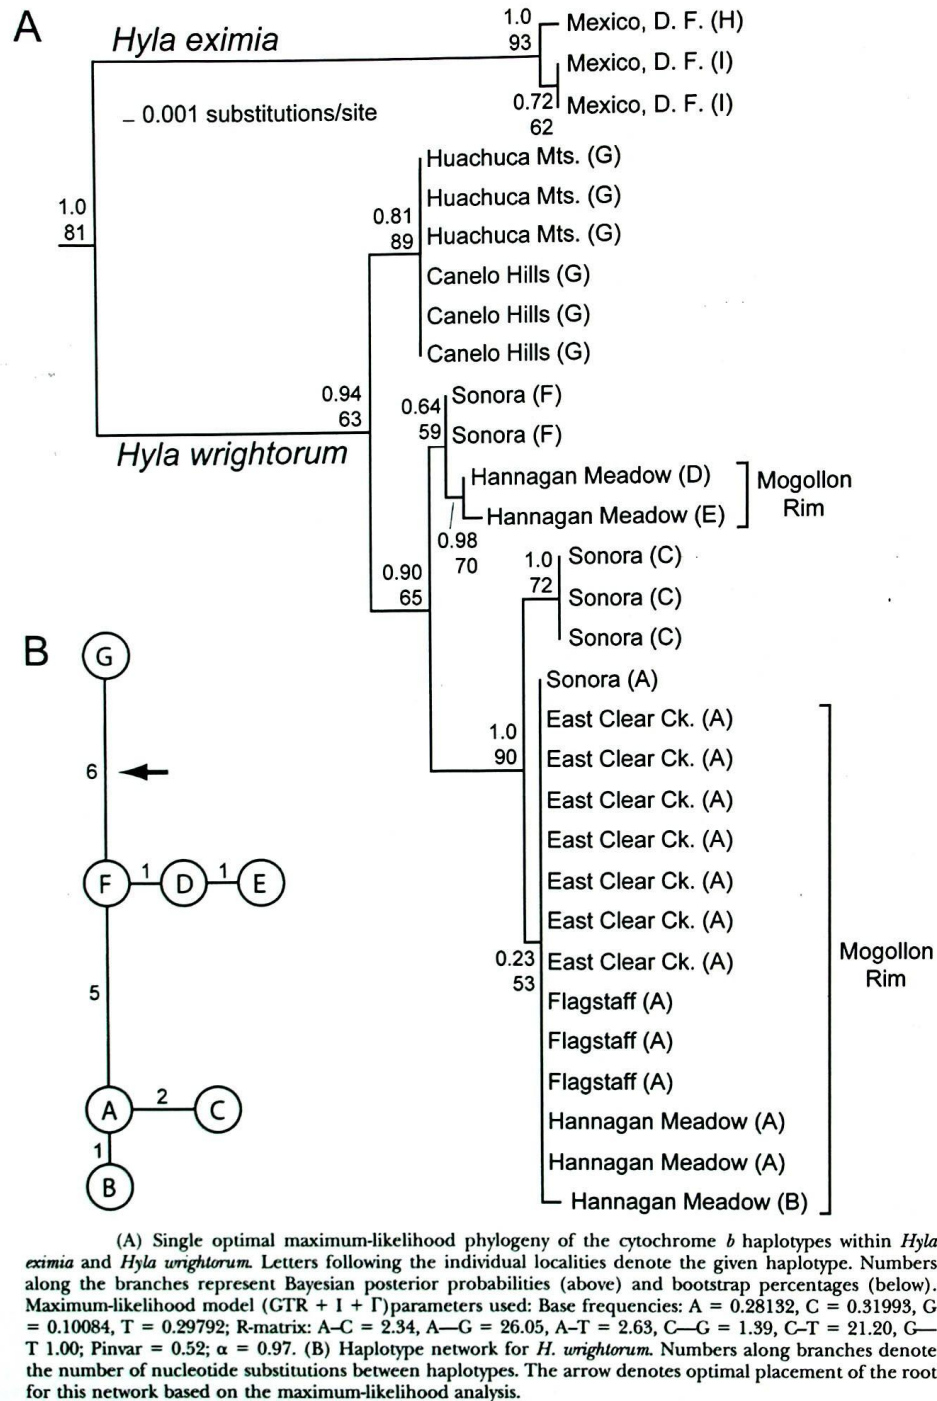 A
Hyla eximia
1.0
93
Mexico, D. F. (H)
Mexico, D. F. (I)
Mexico, D. F. (I)
0.72
62
– 0.001 substitutions/site
1.0
81
Huachuca Mts. (G)
Huachuca Mts. (G)
Huachuca Mts. (G)
Canelo Hills (G)
Canelo Hills (G)
Canelo Hills (G)
0.81
89
0.94
63
Hyla wrightorum
0.64
59
Sonora (F)
Sonora (F)
Hannagan Meadow (D)
Hannagan Meadow (E)
Mogollon
Rim
0.98
70
0.90
65
1.0
72
Sonora (C)
Sonora (C)
Sonora (C)
Sonora (A)
East Clear Ck. (A)
East Clear Ck. (A)
East Clear Ck. (A)
East Clear Ck. (A)
East Clear Ck. (A)
East Clear Ck. (A)
East Clear Ck. (A)
Flagstaff (A)
Flagstaff (A)
Flagstaff (A)
Hannagan Meadow (A)
Hannagan Meadow (A)
Hannagan Meadow (B)
1.0
90
0.23
53
Mogollon
Rim
B
G
6
F
1
D
1
E
5
A
2
C
1
B
(A) Single optimal maximum-likelihood phylogeny of the cytochrome b haplotypes within Hyla
eximia and Hyla wrightorum. Letters following the individual localities denote the given haplotype. Numbers
along the branches represent Bayesian posterior probabilities (above) and bootstrap percentages (below).
Maximum-likelihood model (GTR + I + Γ)parameters used: Base frequencies: A = 0.28132, C = 0.31993, G
= 0.10084, T = 0.29792; R-matrix: A–C = 2.34, A—G = 26.05, A–T = 2.63, C—G = 1.39, C–T = 21.20, G—
T 1.00; Pinvar = 0.52; α = 0.97. (B) Haplotype network for H. wrightorum. Numbers along branches denote
the number of nucleotide substitutions between haplotypes. The arrow denotes optimal placement of the root
for this network based on the maximum-likelihood analysis.